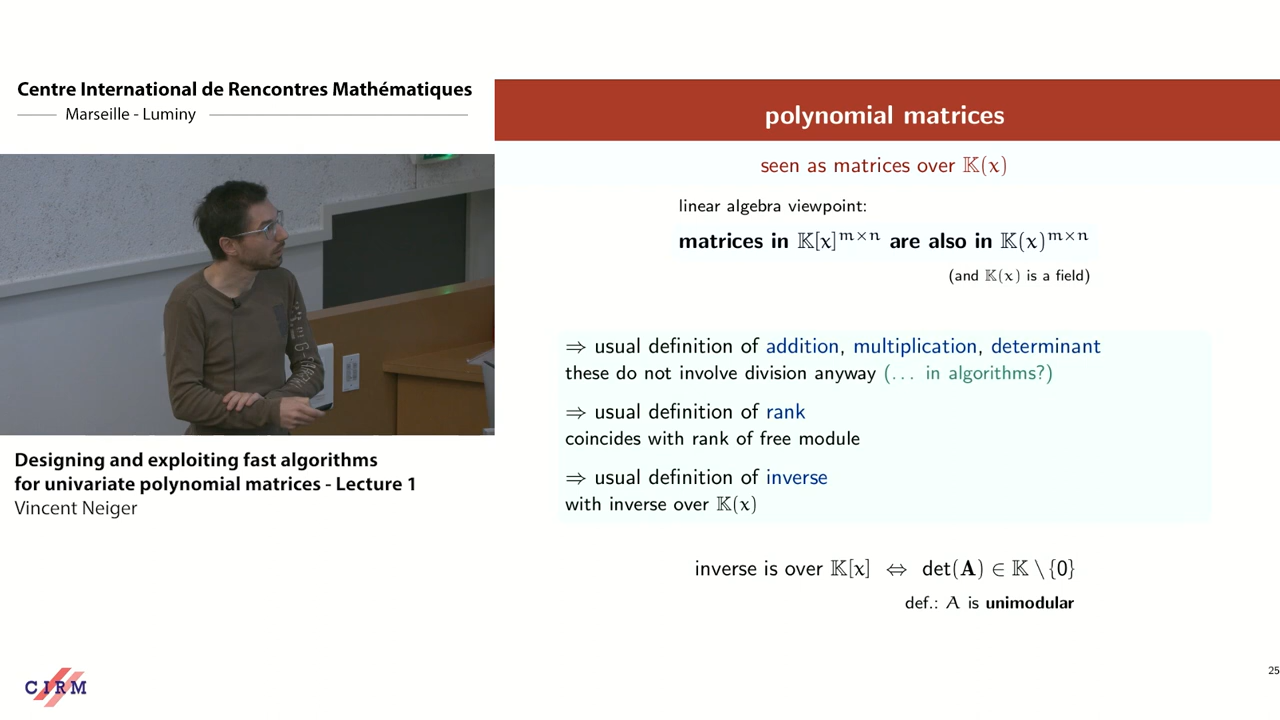 Centre International de Rencontres Mathématiques
Marseille - Luminy
polynomial matrices
seen as matrices over 𝕂(x)
linear algebra viewpoint:
matrices in 𝕂[x]ᵐˣⁿ are also in 𝕂(x)ᵐˣⁿ
(and 𝕂(x) is a field)
⇒ usual definition of addition, multiplication, determinant
these do not involve division anyway (... in algorithms?)
⇒ usual definition of rank
coincides with rank of free module
⇒ usual definition of inverse
with inverse over 𝕂(x)
inverse is over 𝕂[x] ⇔ det(A) ∈ 𝕂 \ {0}
def.: A is unimodular
Designing and exploiting fast algorithms
for univariate polynomial matrices - Lecture 1
Vincent Neiger
CIRM
25